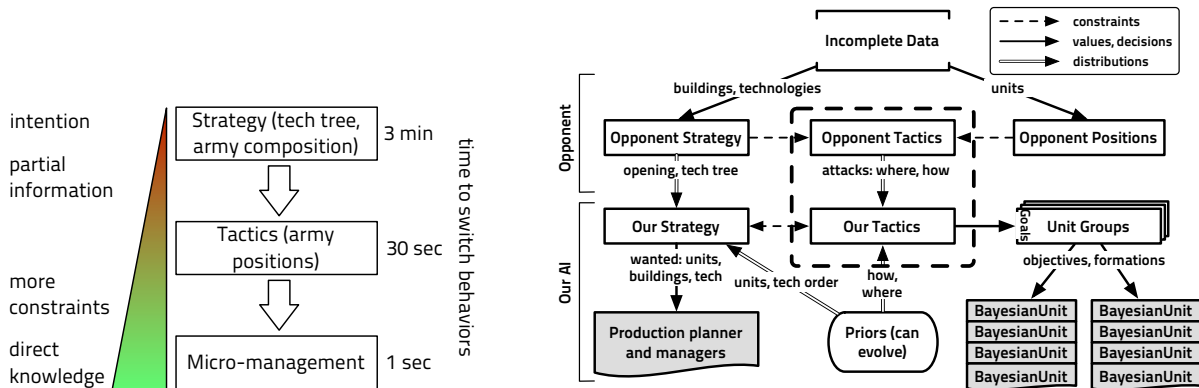 intention
partial
information
more
constraints
direct
knowledge
Strategy (tech tree,
army composition)
3 min
Tactics (army
positions)
30 sec
Micro-management
1 sec
time to switch behaviors
Incomplete Data
constraints
values, decisions
distributions
buildings, technologies
units
Opponent
Opponent Strategy
Opponent Tactics
Opponent Positions
opening, tech tree
attacks: where, how
Our AI
Our Strategy
Our Tactics
Goals
Unit Groups
wanted: units,
buildings, tech
units, tech order
how,
where
objectives, formations
Production planner
and managers
Priors (can
evolve)
BayesianUnit
BayesianUnit
BayesianUnit
BayesianUnit
BayesianUnit
BayesianUnit
BayesianUnit
BayesianUnit